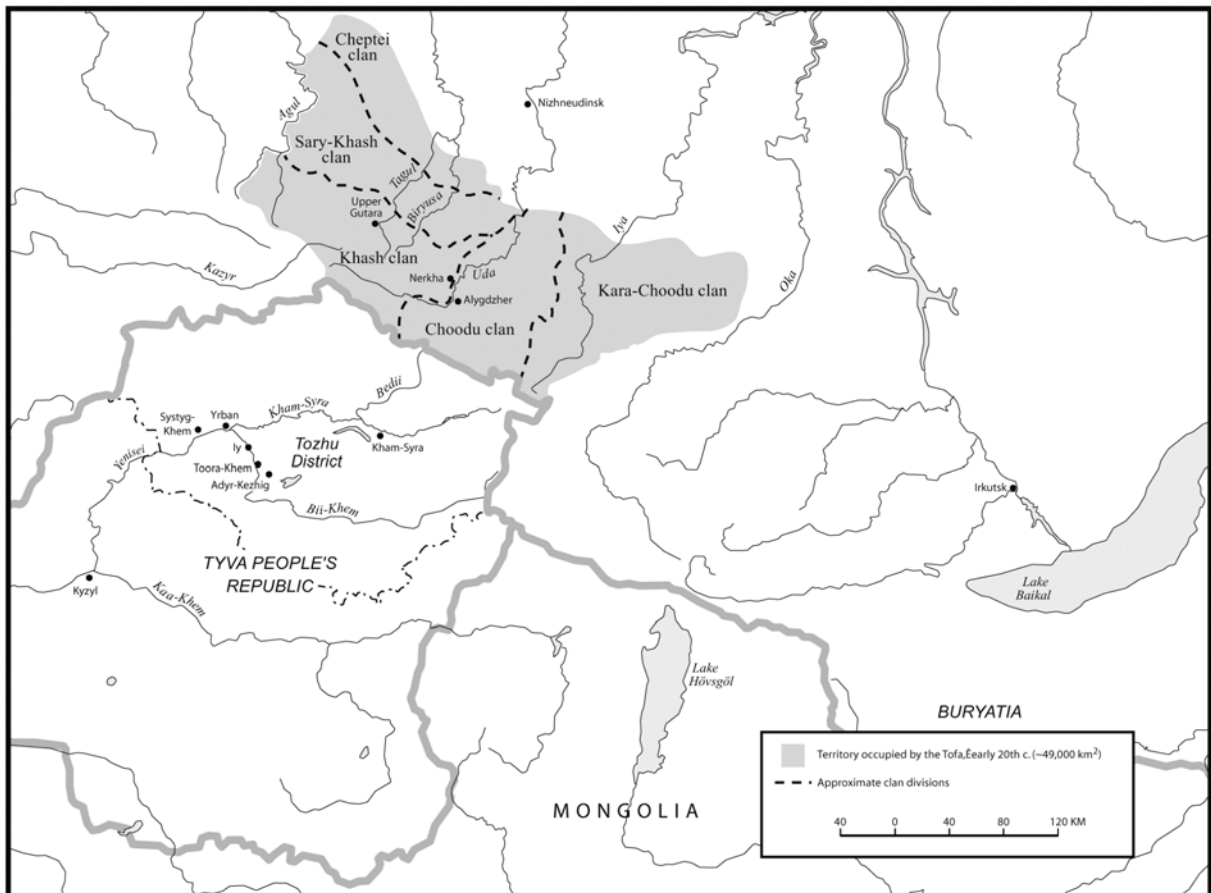 Cheptei
clan
Agul
Nizhneudinsk
Sary-Khash
clan
Tagul
Upper
Gutara
Biryusa
Iya
Kazyr
Khash clan
Nerkha
Uda
Oka
Kara-Choodu clan
Alygdzher
Choodu clan
Bedii
Systyg-
Khem
Yrban
Kham-Syra
Iy
Tozhu
District
Kham-Syra
Yenisei
Toora-Khem
Adyr-Kezhig
Bii-Khem
Irkutsk
TYVA PEOPLE'S
REPUBLIC
Kyzyl
Kaa-Khem
Lake
Baikal
Lake
Hövsgöl
BURYATIA
MONGOLIA
Territory occupied by the Tofa,Êearly 20th c. (~49,000 km²)
Approximate clan divisions
40 0 40 80 120 KM